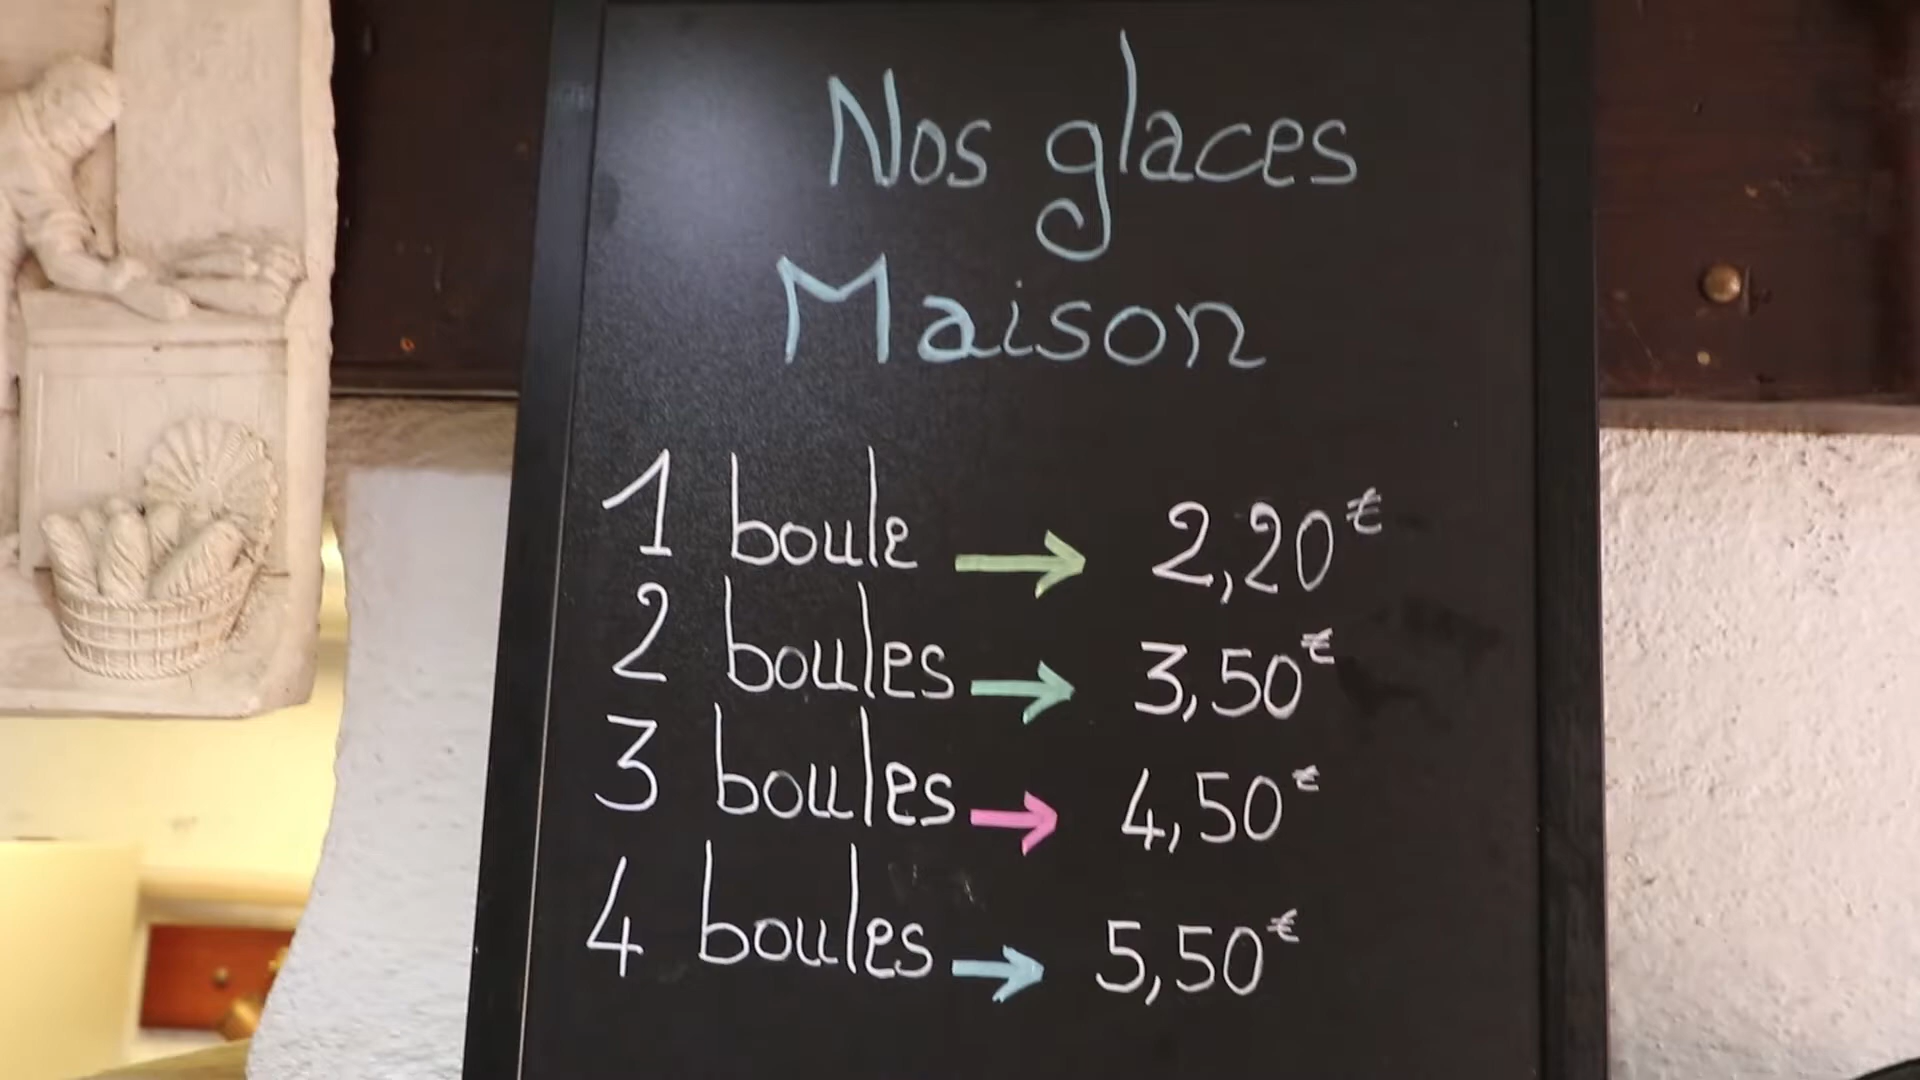 Nos glaces
Maison
1 boule → 2,20€
2 boules → 3,50€
3 boules → 4,50€
4 boules → 5,50€